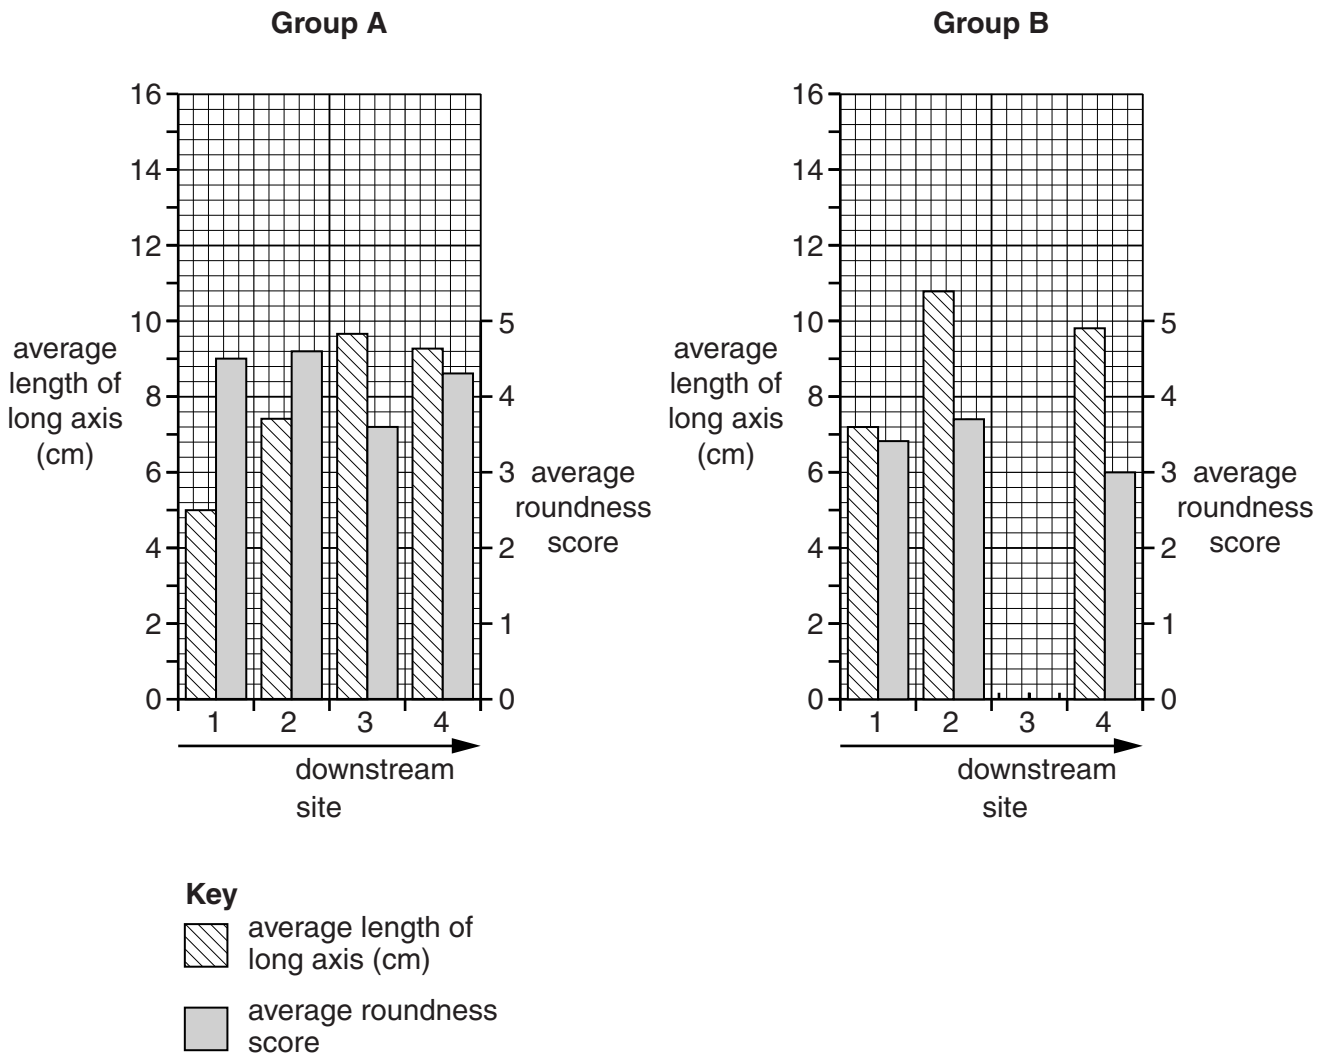 Group A
16
14
12
10
8
6
4
2
0
average
length of
long axis
(cm)
5
4
3
2
1
0
average
roundness
score
1 2 3 4
downstream
site
Group B
16
14
12
10
8
6
4
2
0
average
length of
long axis
(cm)
5
4
3
2
1
0
average
roundness
score
1 2 3 4
downstream
site
Key
average length of
long axis (cm)
average roundness
score